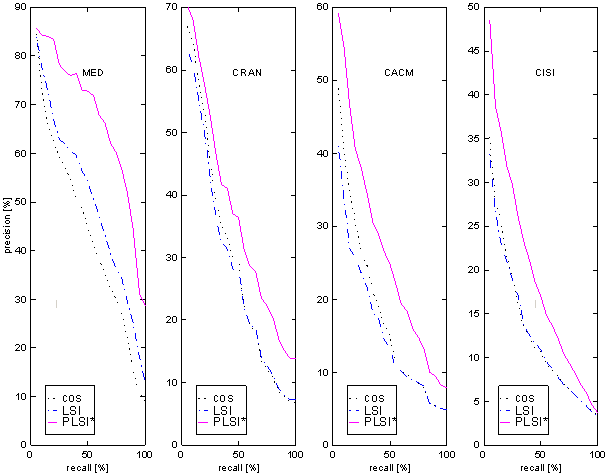 precision [%]
90
80
70
60
50
40
30
20
10
0
MED
COS
LSI
PLSI*
0 50 100
recall [%]
70
60
50
40
30
20
10
0
CRAN
COS
LSI
PLSI*
0 50 100
recall [%]
60
50
40
30
20
10
0
CACM
COS
LSI
PLSI*
0 50 100
recall [%]
50
45
40
35
30
25
20
15
10
5
0
CISI
COS
LSI
PLSI*
0 50 100
recall [%]